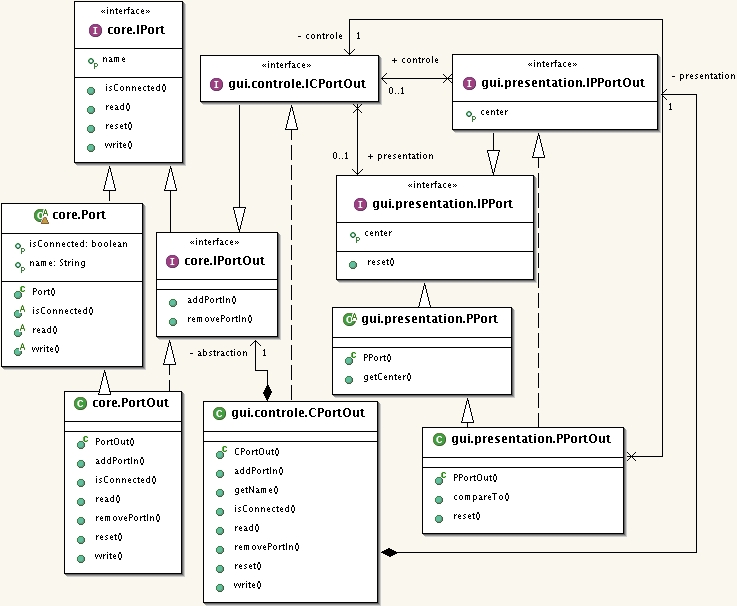 «interface»
core.IPort
name
isConnected()
read()
reset()
write()
- controle 1
«interface»
gui.controle.ICPortOut
+ controle
0..1
«interface»
gui.presentation.IPPortOut
center
- presentation
1
0..1 + presentation
«interface»
gui.presentation.IPPort
center
reset()
core.Port
isConnected: boolean
name: String
Port()
isConnected()
read()
write()
«interface»
core.IPortOut
addPortIn()
removePortIn()
- abstraction 1
gui.presentation.PPort
PPort()
getCenter()
core.PortOut
PortOut()
addPortIn()
isConnected()
read()
removePortIn()
reset()
write()
gui.controle.CPortOut
CPortOut()
addPortIn()
getName()
isConnected()
read()
removePortIn()
reset()
write()
gui.presentation.PPortOut
PPortOut()
compareTo()
reset()